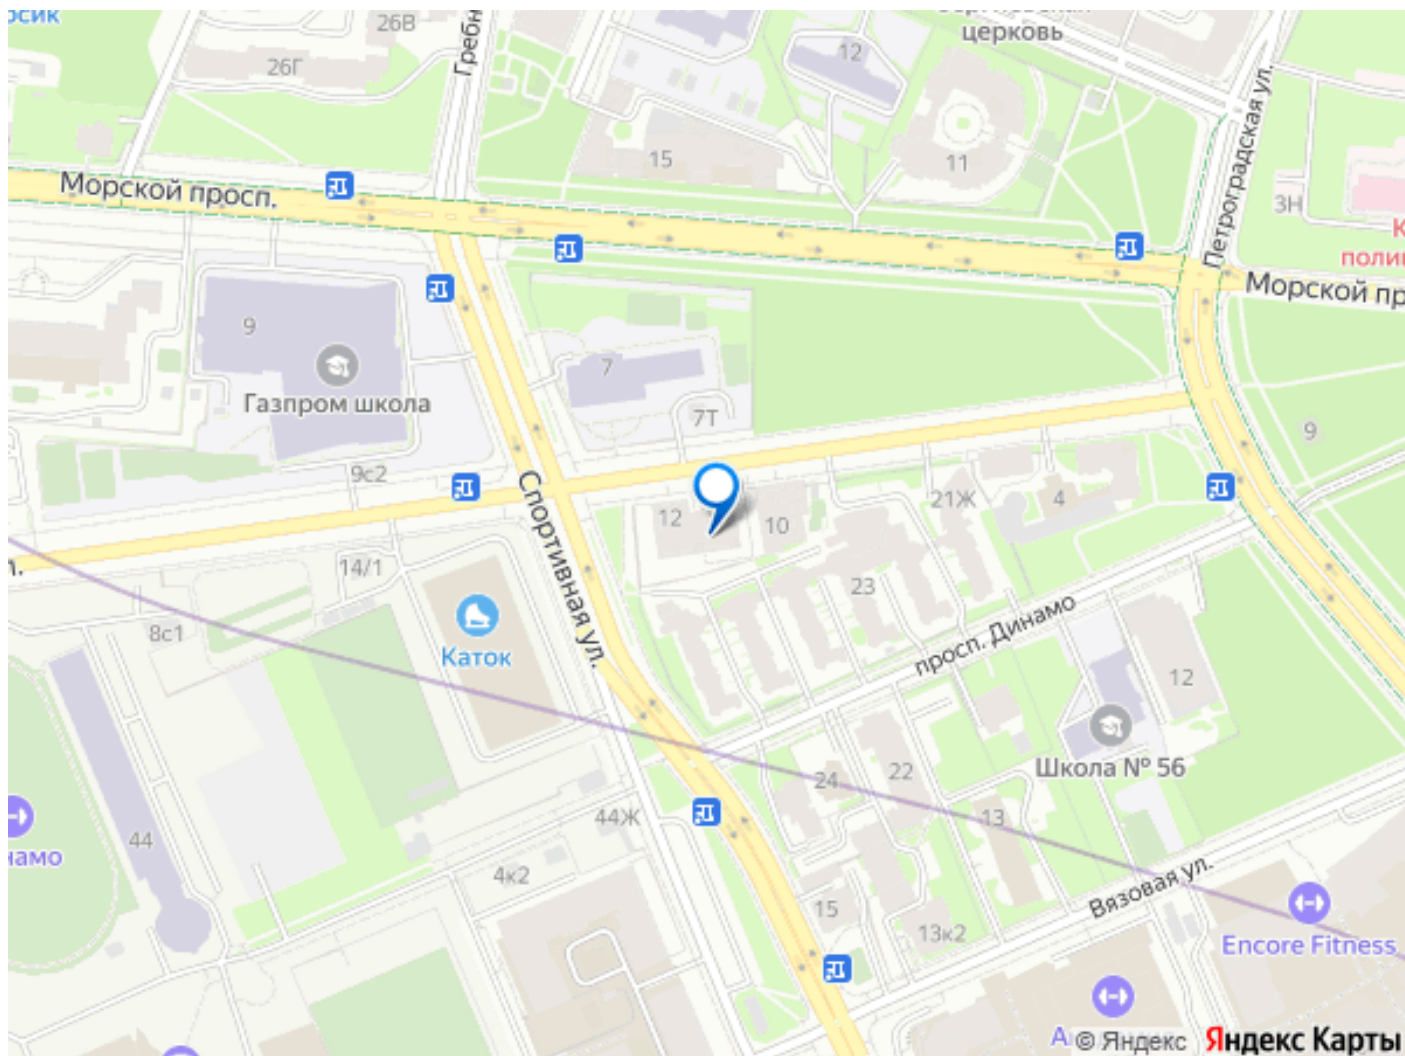 26В
Гребн
26Г
12
церковь
Петроградская ул.
15
11
Морской просп.
3Н
К
поли
Морской пр
9
7
Газпром школа
7Т
9
9с2
Спортивная ул.
12
10
21Ж
4
14/1
23
8с1
Каток
просп. Динамо
12
Школа № 56
24
22
намо
44
44Ж
13
4к2
Вязовая ул.
15
13к2
Encore Fitness
© Яндекс
Яндекс Карты